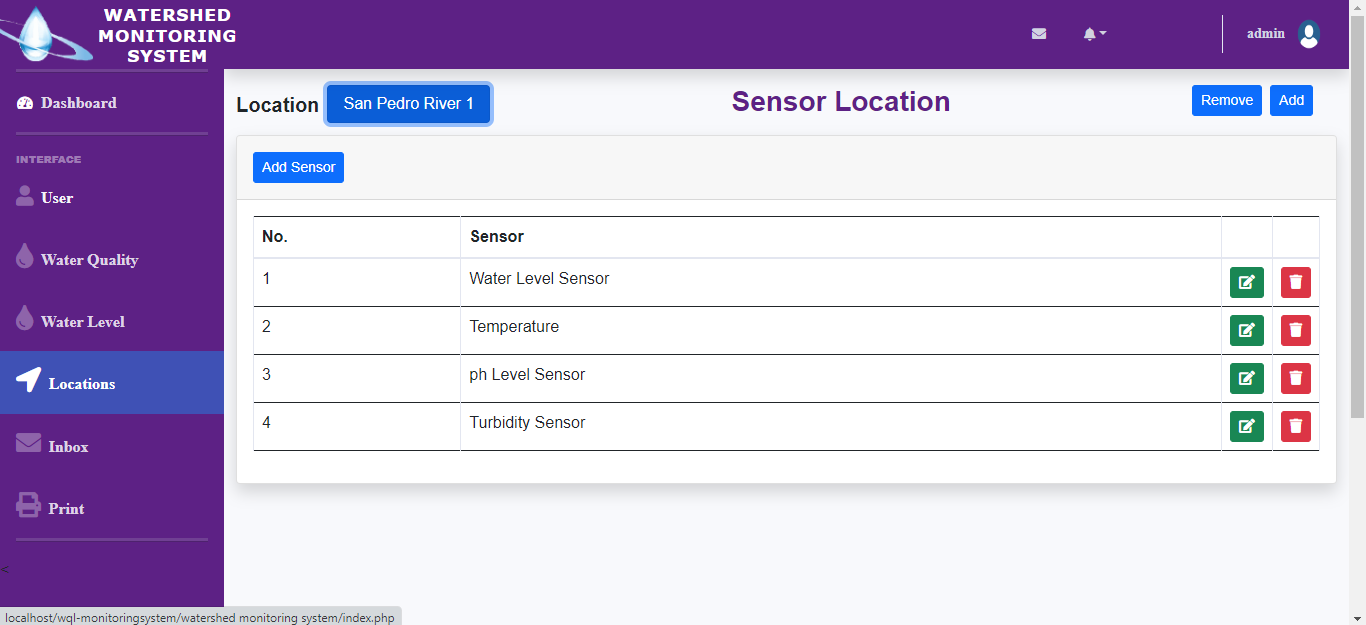 WATERSHED
MONITORING
SYSTEM
admin
Dashboard
INTERFACE
User
Water Quality
Water Level
Locations
Inbox
Print
<
Location San Pedro River 1
Sensor Location
Remove Add
Add Sensor
No. Sensor
1 Water Level Sensor
2 Temperature
3 ph Level Sensor
4 Turbidity Sensor
localhost/wql-monitoringsystem/watershed monitoring system/index.php